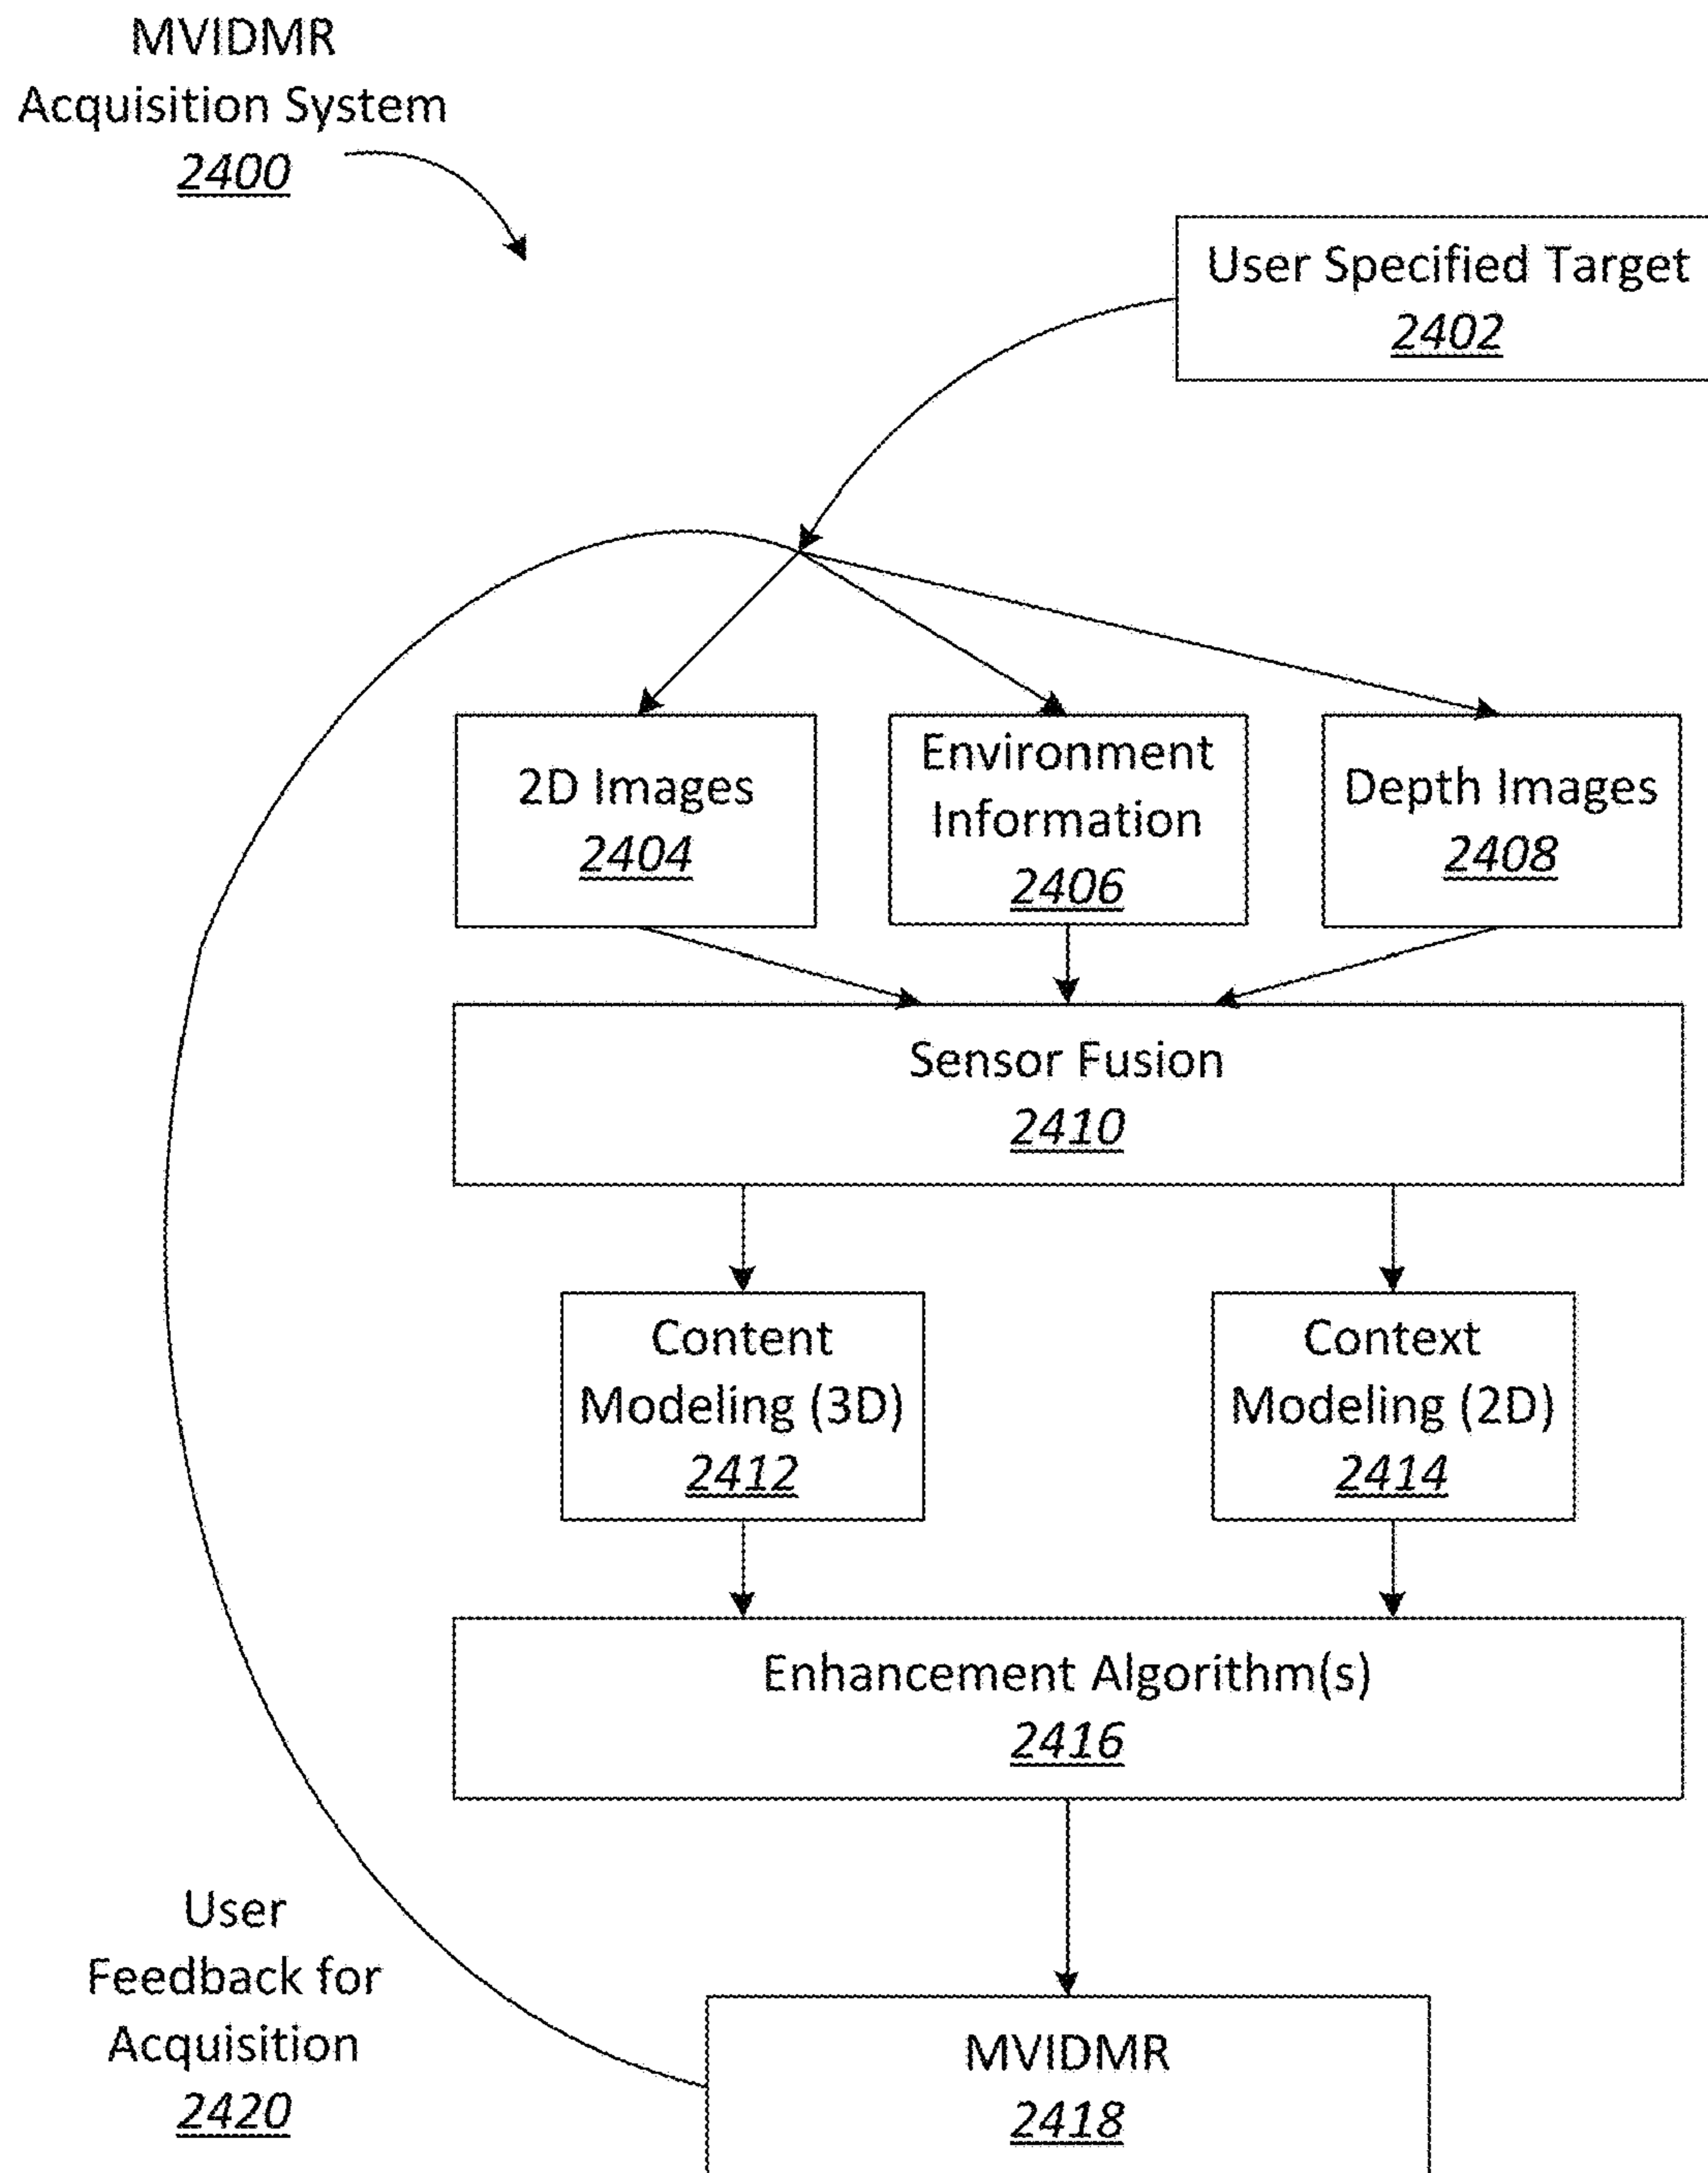 MVIDMR
Acquisition System
2400
User Specified Target
2402
2D Images
2404
Environment
Information
2406
Depth Images
2408
Sensor Fusion
2410
Content
Modeling (3D)
2412
Context
Modeling (2D)
2414
Enhancement Algorithm(s)
2416
User
Feedback for
Acquisition
2420
MVIDMR
2418